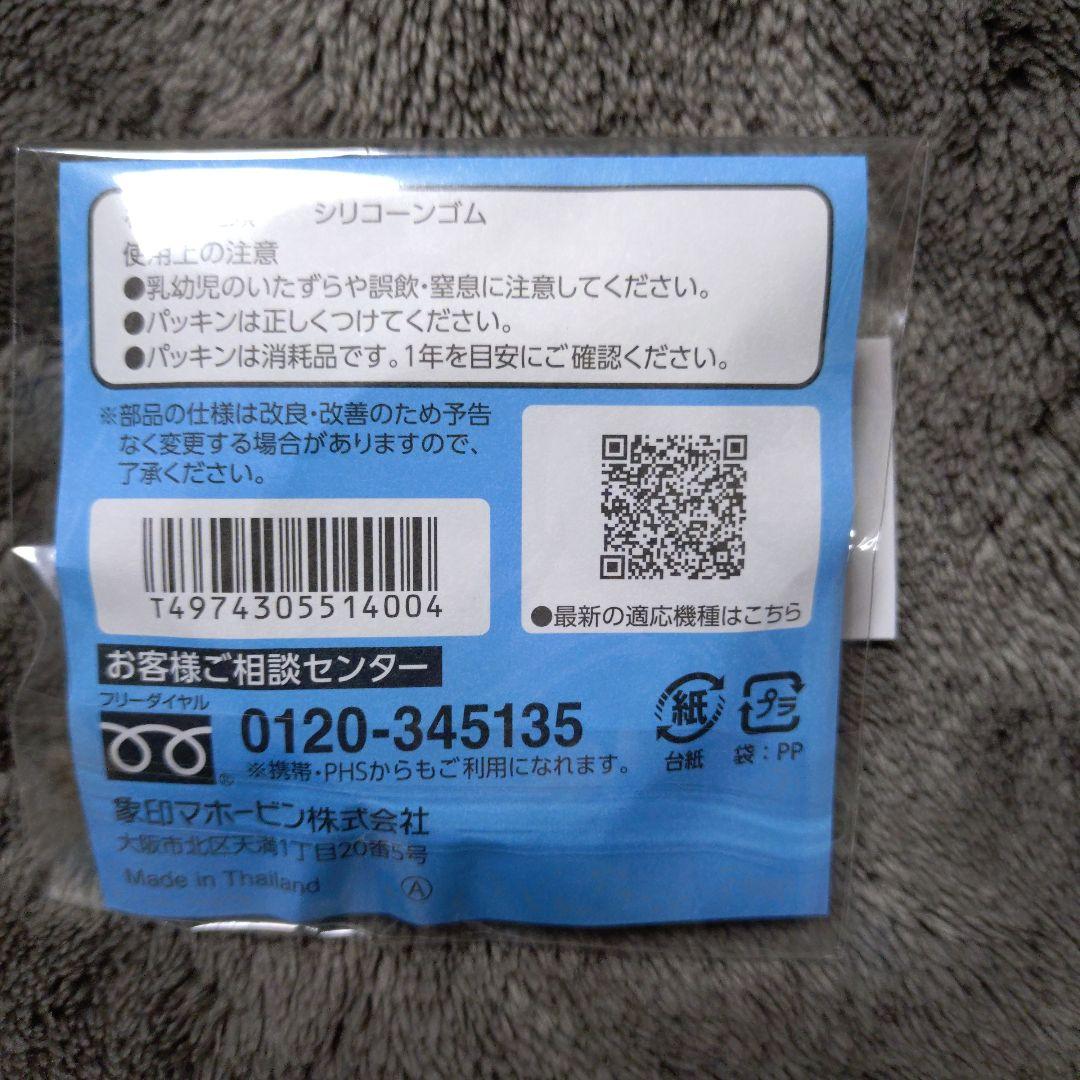 シリコーンゴム
使用上の注意
●乳幼児のいたずらや誤飲・窒息に注意してください。
●パッキンは正しくつけてください。
●パッキンは消耗品です。1年を目安にご確認ください。
※部品の仕様は改良・改善のため予告
なく変更する場合がありますので、
了承ください。
T4974305514004
●最新の適応機種はこちら
お客様ご相談センター
フリーダイヤル
0120-345135
®
※携帯・PHSからもご利用になれます。
紙
台紙
プラ
袋：PP
象印マホービン株式会社
大阪市北区天満1丁目20番5号
Made in Thailand
Ⓐ